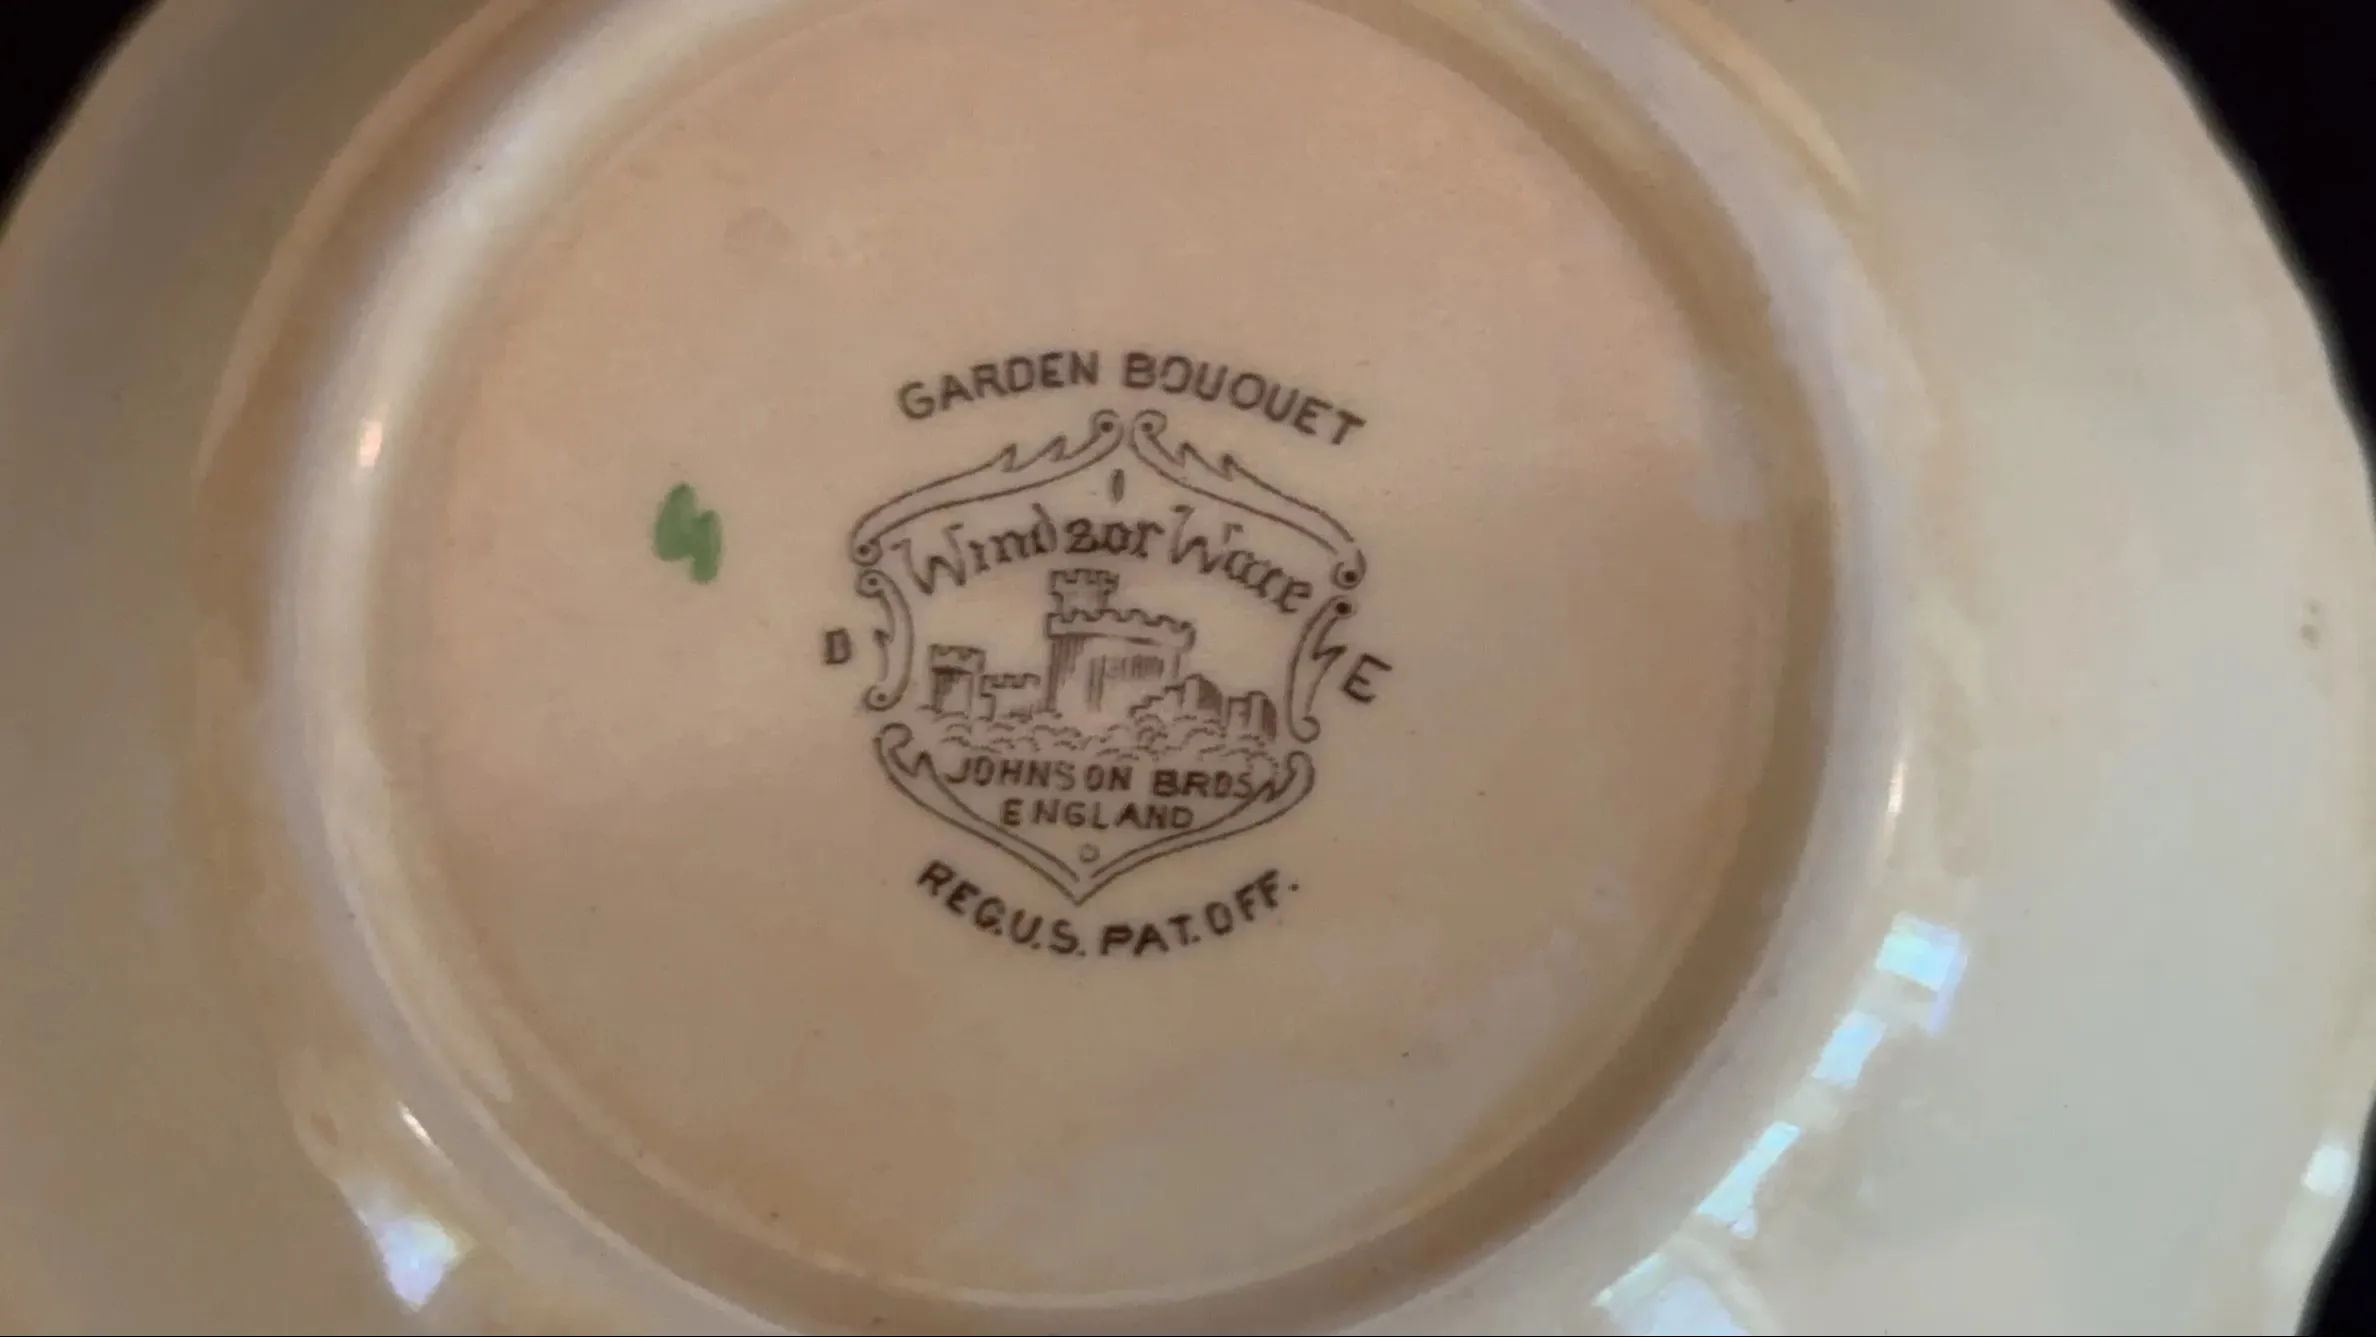 GARDEN BOUQUET
Windsor Ware
D
E
JOHNSON BROS
ENGLAND
REG.U.S. PAT.OFF.